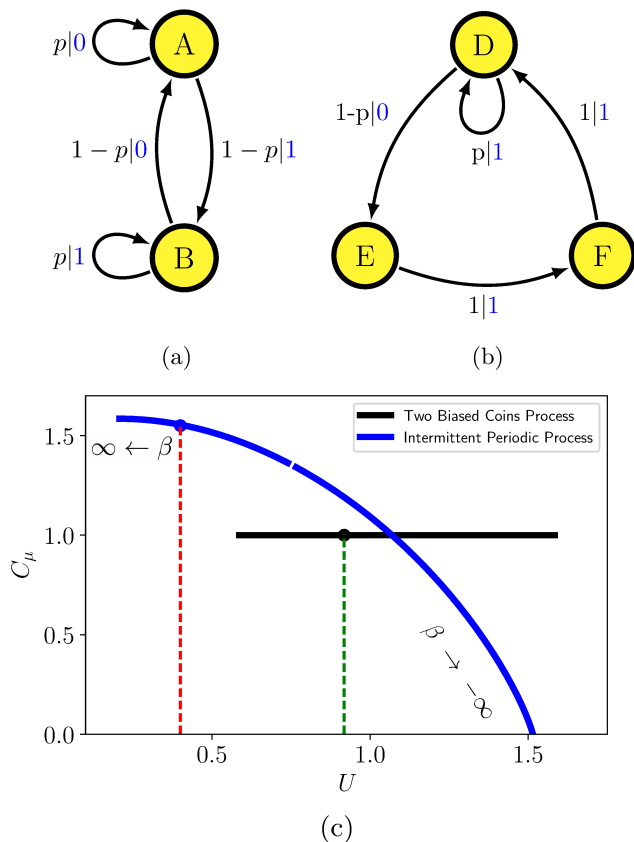 A
p|0
1 − p|0
1 − p|1
p|1
B
(a)
D
1-p|0
p|1
1|1
E
F
1|1
(b)
Two Biased Coins Process
Intermittent Periodic Process
∞ ← β
β → −∞
Cμ
1.5
1.0
0.5
0.0
0.5
1.0
1.5
U
(c)